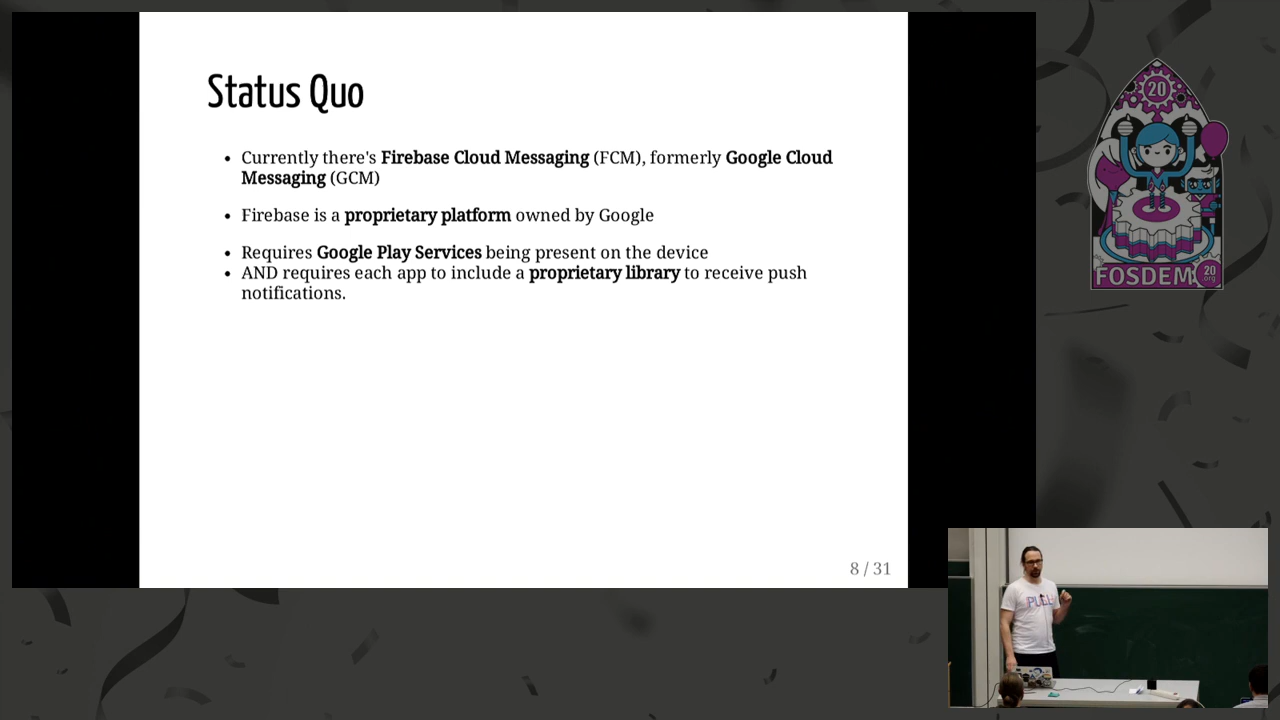 Status Quo
• Currently there's Firebase Cloud Messaging (FCM), formerly Google Cloud
Messaging (GCM)
• Firebase is a proprietary platform owned by Google
• Requires Google Play Services being present on the device
• AND requires each app to include a proprietary library to receive push
notifications.
8 / 31
20
FOSDEM
20
.org